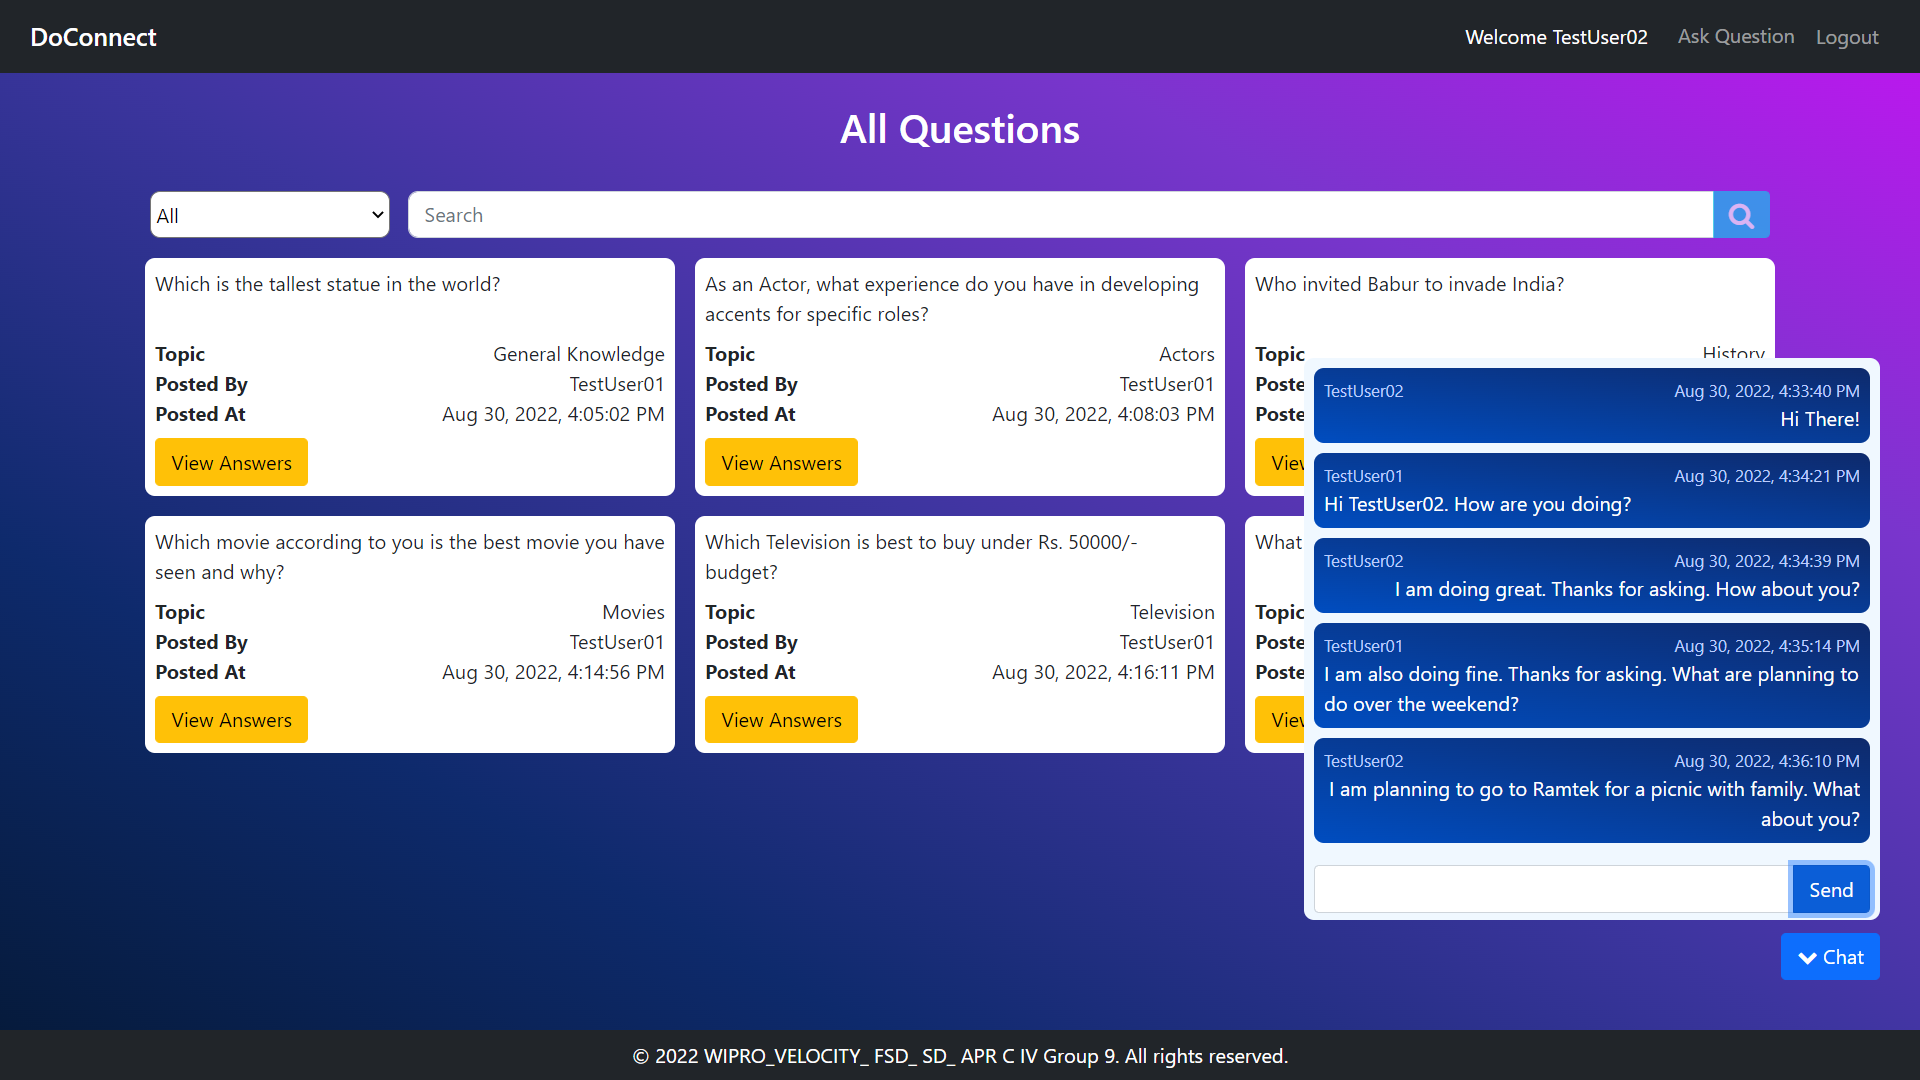 DoConnect
Welcome TestUser02
Ask Question
Logout
All Questions
All
Search
Which is the tallest statue in the world?
Topic General Knowledge
Posted By TestUser01
Posted At Aug 30, 2022, 4:05:02 PM
View Answers
As an Actor, what experience do you have in developing
accents for specific roles?
Topic Actors
Posted By TestUser01
Posted At Aug 30, 2022, 4:08:03 PM
View Answers
Who invited Babur to invade India?
Topic History
Poste
Poste
Which movie according to you is the best movie you have
seen and why?
Topic Movies
Posted By TestUser01
Posted At Aug 30, 2022, 4:14:56 PM
View Answers
Which Television is best to buy under Rs. 50000/-
budget?
Topic Television
Posted By TestUser01
Posted At Aug 30, 2022, 4:16:11 PM
View Answers
What
Topic
Poste
Poste
TestUser02 Aug 30, 2022, 4:33:40 PM
Hi There!
TestUser01 Aug 30, 2022, 4:34:21 PM
Hi TestUser02. How are you doing?
TestUser02 Aug 30, 2022, 4:34:39 PM
I am doing great. Thanks for asking. How about you?
TestUser01 Aug 30, 2022, 4:35:14 PM
I am also doing fine. Thanks for asking. What are planning to
do over the weekend?
TestUser02 Aug 30, 2022, 4:36:10 PM
I am planning to go to Ramtek for a picnic with family. What
about you?
Send
Chat
© 2022 WIPRO_VELOCITY_ FSD_ SD_ APR C IV Group 9. All rights reserved.